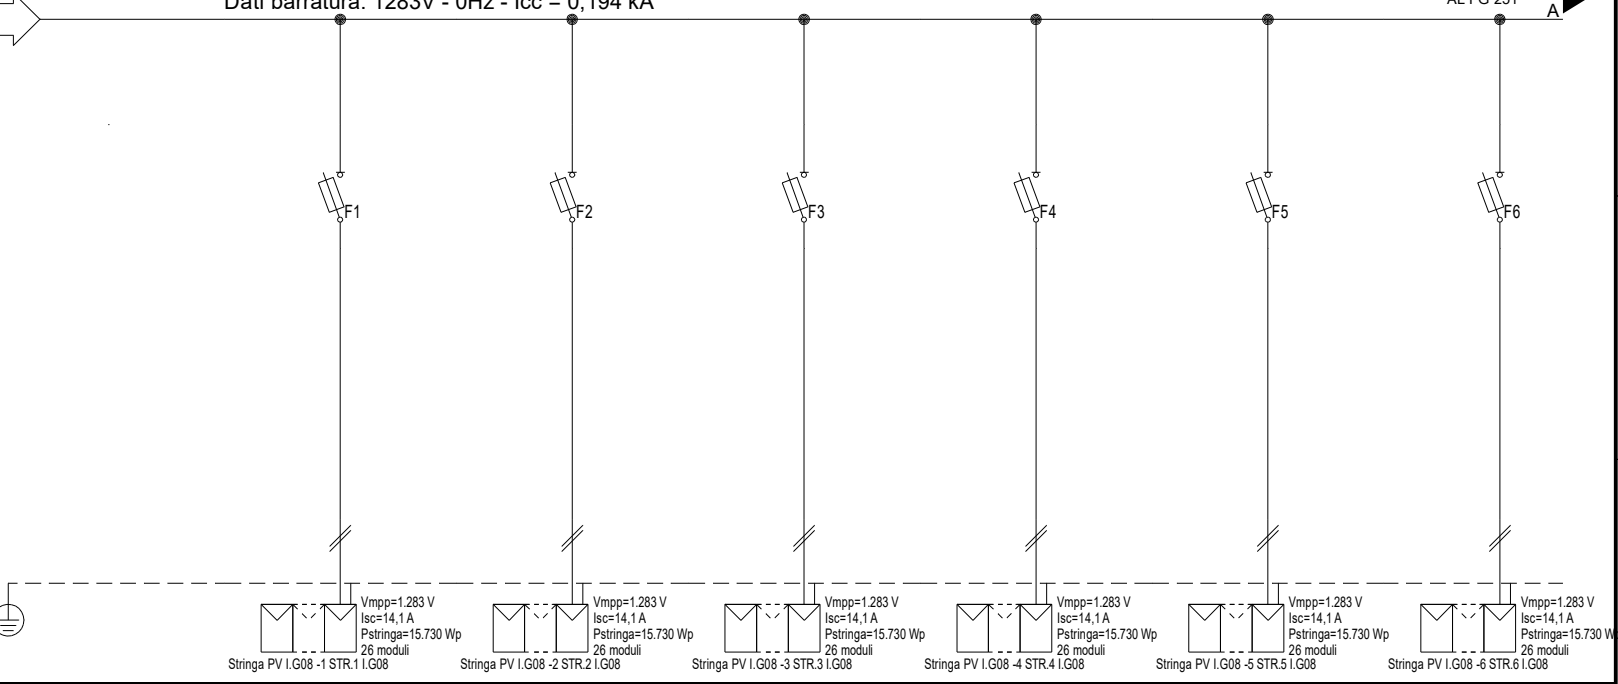 Dati barratura: 1283V - 0Hz - Icc = 0,194 kA
A
F1
F2
F3
F4
F5
F6
Vmpp=1.283 V
Isc=14,1 A
Pstringa=15.730 Wp
26 moduli
Stringa PV I.G08 -1 STR.1 I.G08
Vmpp=1.283 V
Isc=14,1 A
Pstringa=15.730 Wp
26 moduli
Stringa PV I.G08 -2 STR.2 I.G08
Vmpp=1.283 V
Isc=14,1 A
Pstringa=15.730 Wp
26 moduli
Stringa PV I.G08 -3 STR.3 I.G08
Vmpp=1.283 V
Isc=14,1 A
Pstringa=15.730 Wp
26 moduli
Stringa PV I.G08 -4 STR.4 I.G08
Vmpp=1.283 V
Isc=14,1 A
Pstringa=15.730 Wp
26 moduli
Stringa PV I.G08 -5 STR.5 I.G08
Vmpp=1.283 V
Isc=14,1 A
Pstringa=15.730 W
26 moduli
Stringa PV I.G08 -6 STR.6 I.G08